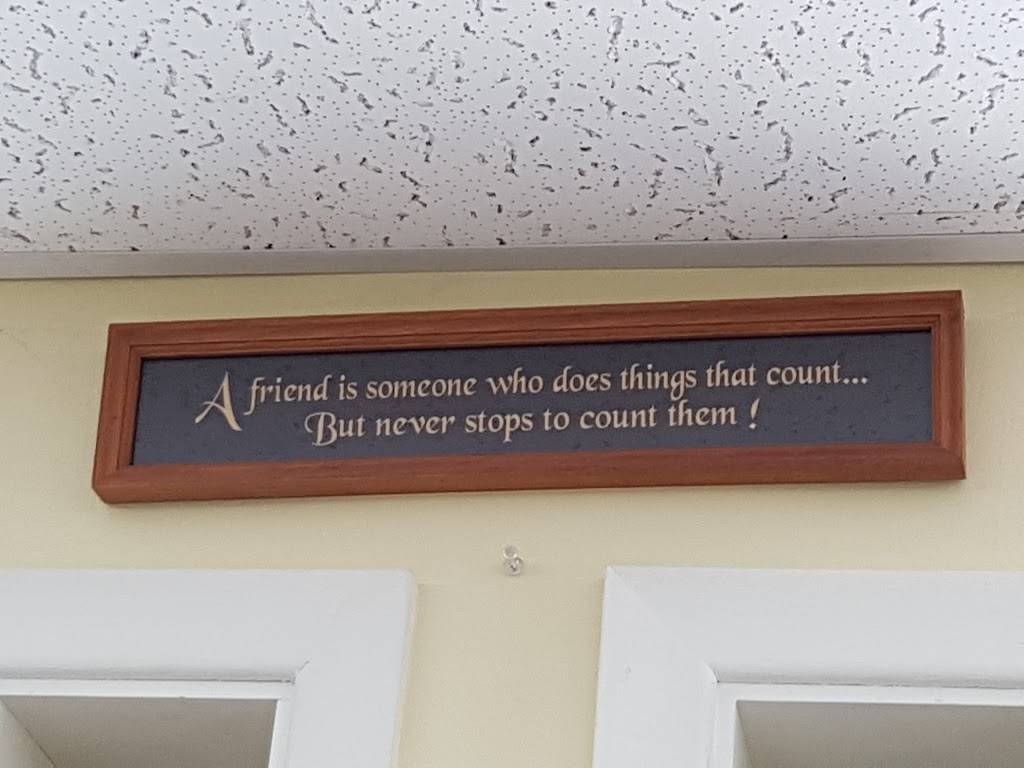 A friend is someone who does things that count...
But never stops to count them !